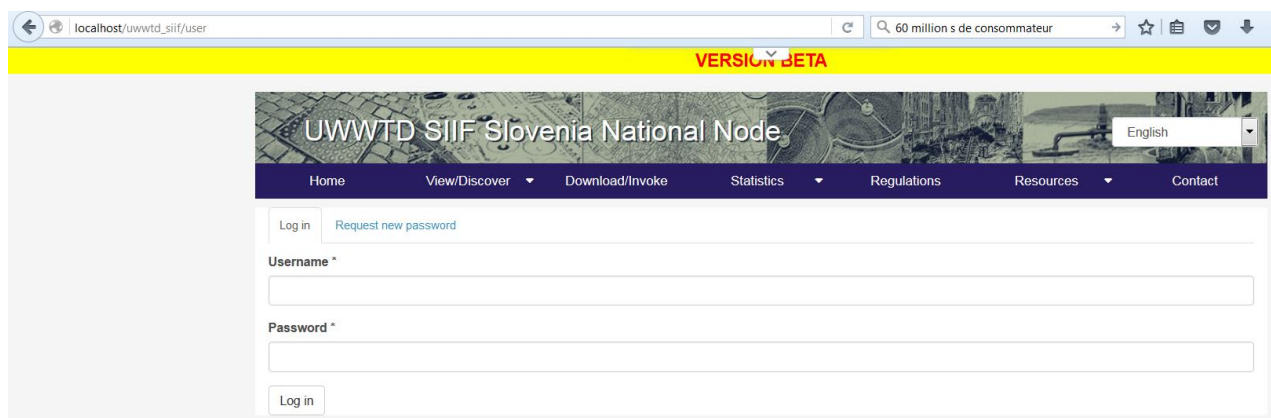 localhost/uwwtd_siif/user
60 million s de consommateur
VERSION BETA
UWWTD SIIF Slovenia National Node
English
Home View/Discover Download/Invoke Statistics Regulations Resources Contact
Log in Request new password
Username *
Password *
Log in